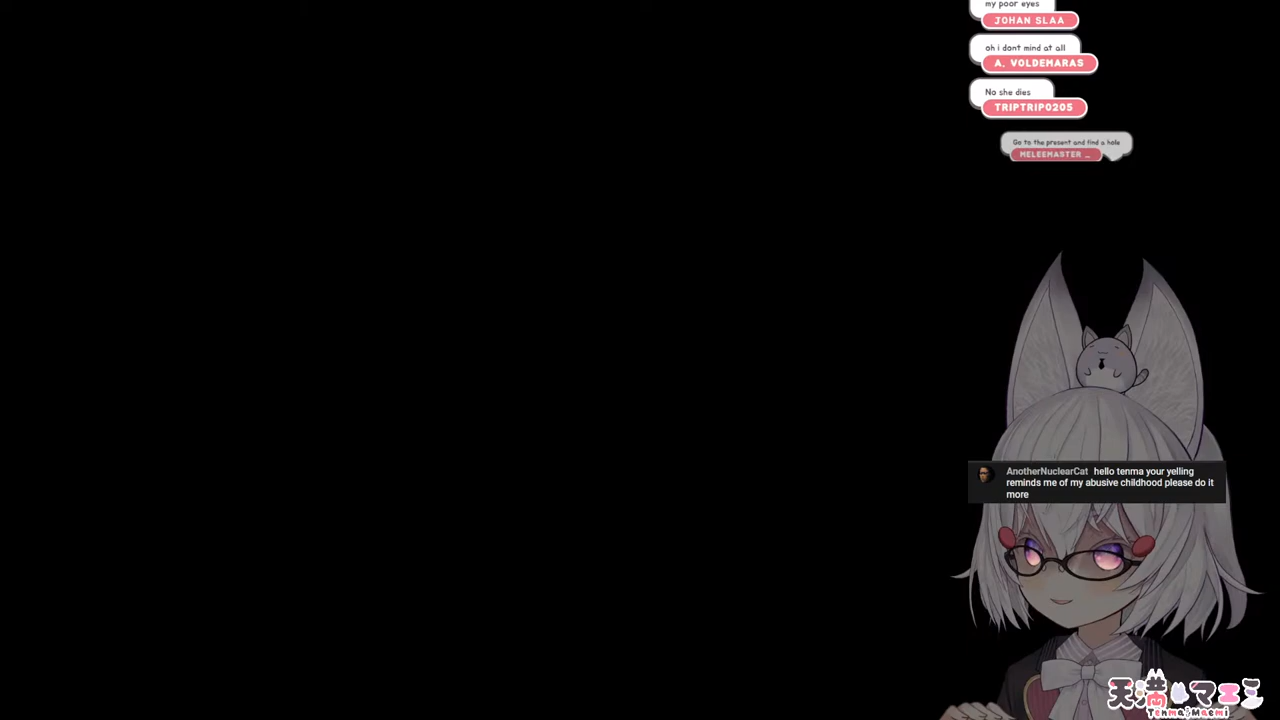 my poor eyes
JOHAN SLAA
oh i dont mind at all
A. VOLDEMARAS
No she dies
TRIPTRIP0205
Go to the present and find a hole
MELEEMASTER _
AnotherNuclearCat hello tenma your yelling
reminds me of my abusive childhood please do it
more
天満マエミ
Tenma Maemi